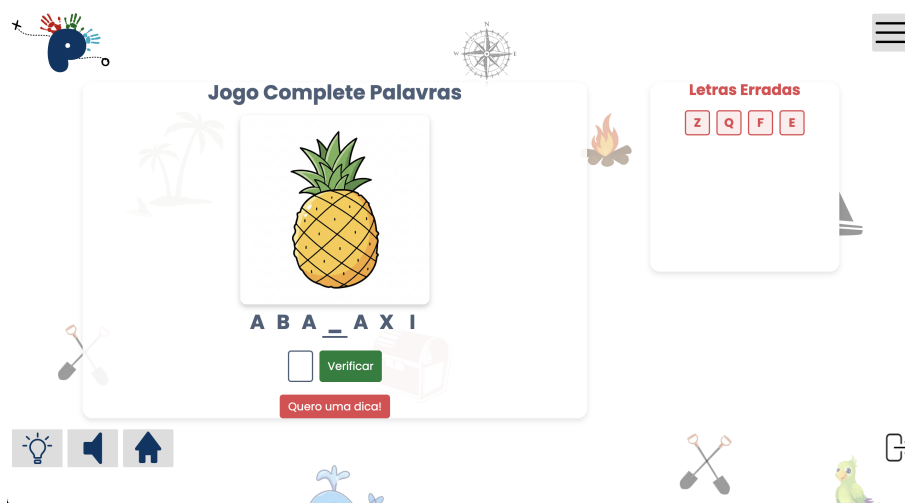 N
W
E
Jogo Complete Palavras
Letras Erradas
Z Q F E
A B A _ A X I
Verificar
Quero uma dica!